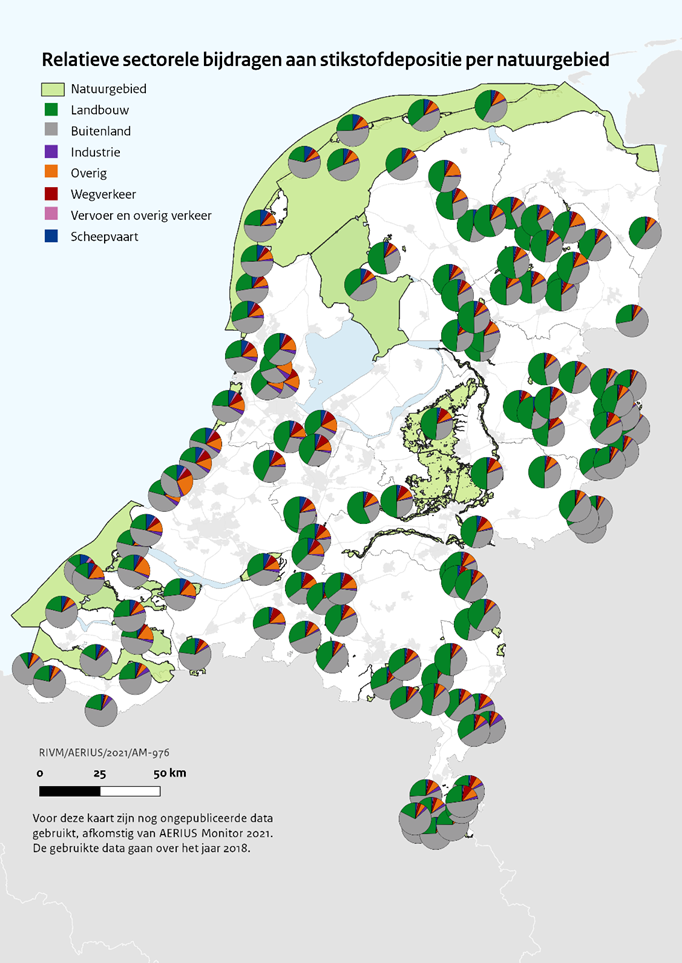 Relatieve sectorele bijdragen aan stikstofdepositie per natuurgebied
Natuurgebied
Landbouw
Buitenland
Industrie
Overig
Wegverkeer
Vervoer en overig verkeer
Scheepvaart
RIVM/AERIUS/2021/AM-976
0 25 50 km
Voor deze kaart zijn nog ongepubliceerde data
gebruikt, afkomstig van AERIUS Monitor 2021.
De gebruikte data gaan over het jaar 2018.